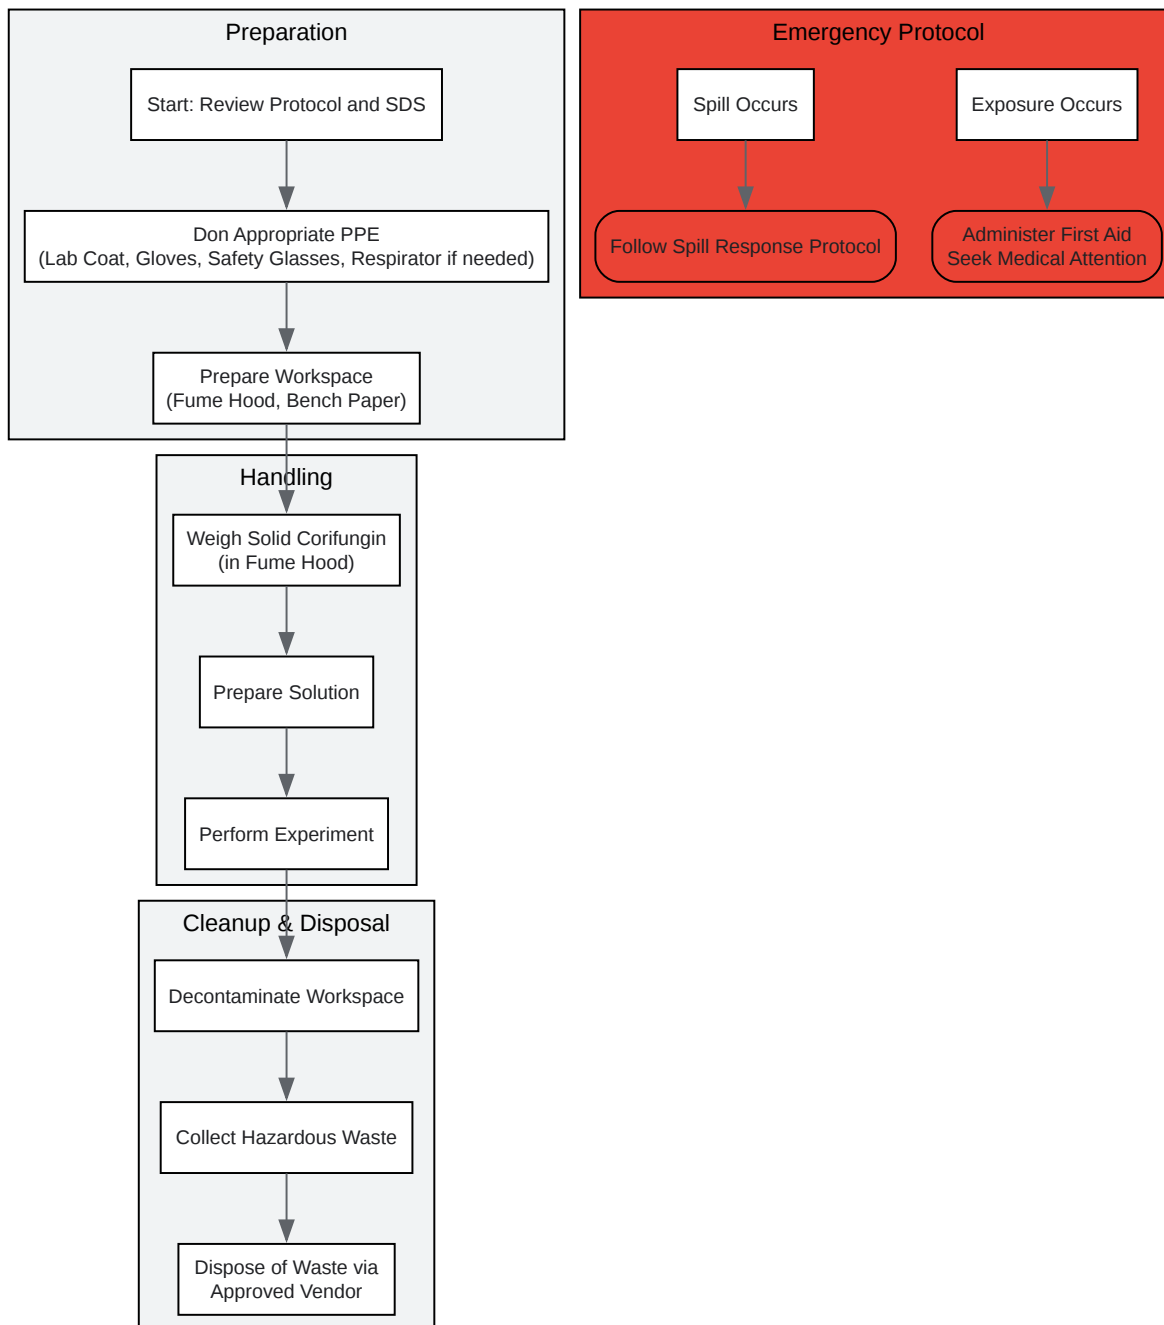 Preparation
Start: Review Protocol and SDS
Don Appropriate PPE
(Lab Coat, Gloves, Safety Glasses, Respirator if needed)
Prepare Workspace
(Fume Hood, Bench Paper)
Handling
Weigh Solid Corifungin
(in Fume Hood)
Prepare Solution
Perform Experiment
Cleanup & Disposal
Decontaminate Workspace
Collect Hazardous Waste
Dispose of Waste via
Approved Vendor
Emergency Protocol
Spill Occurs
Follow Spill Response Protocol
Exposure Occurs
Administer First Aid
Seek Medical Attention